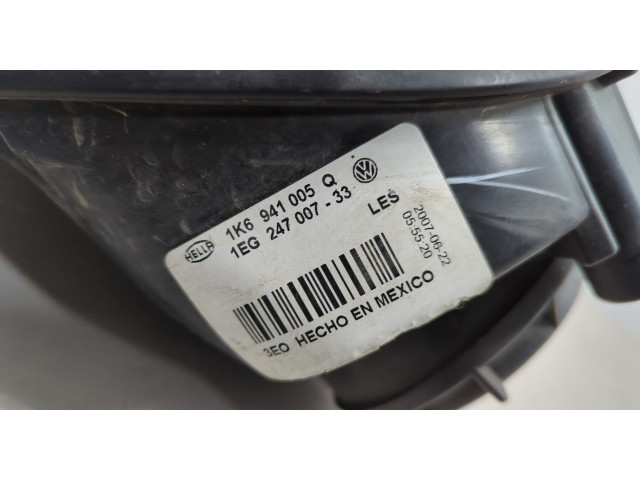 HELLA
1K6 941 005 Q
1EG 247 007-33
LES
2007-06-22
05:55:20
3EO HECHO EN MEXICO